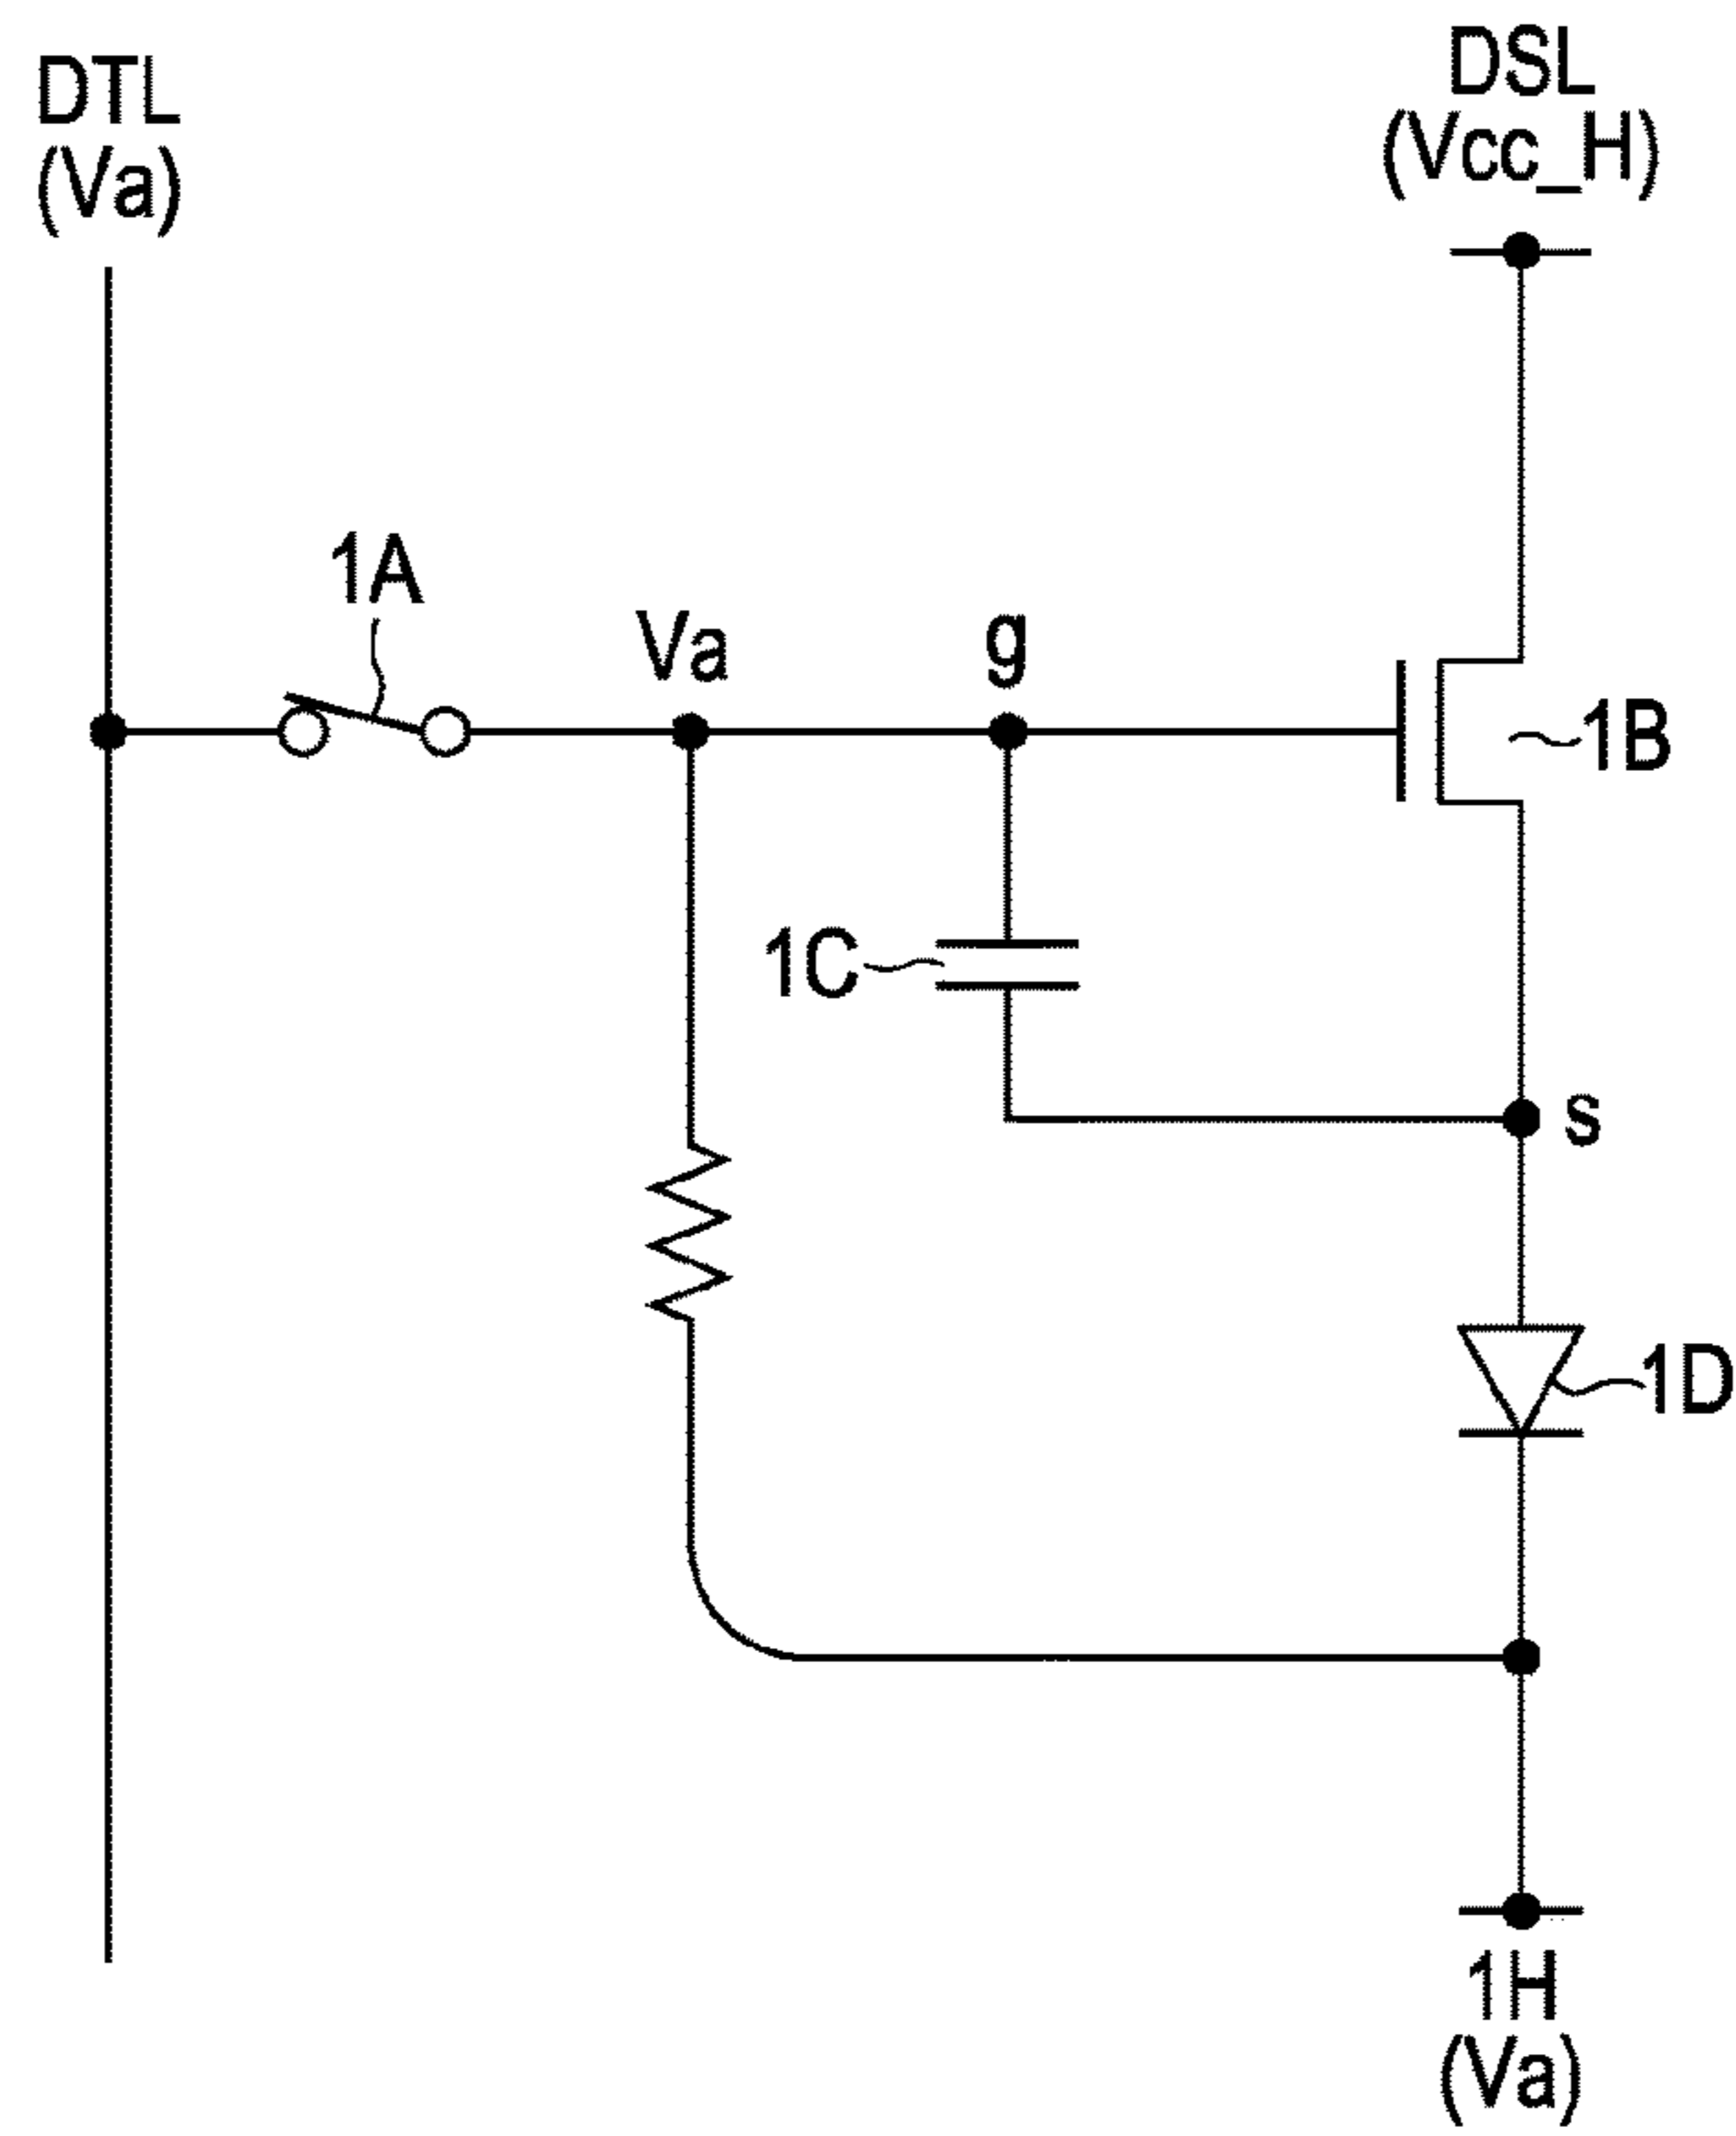 DTL
(Va)
DSL
(Vcc_H)
1A
Va
g
1B
1C
s
1D
1H
(Va)